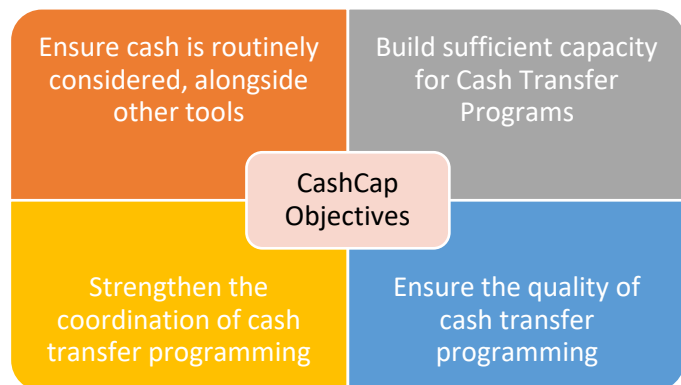 Ensure cash is routinely
considered, alongside
other tools
Build sufficient capacity
for Cash Transfer
Programs
CashCap
Objectives
Strengthen the
coordination of cash
transfer programming
Ensure the quality of
cash transfer
programming